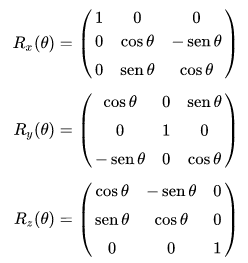 R_x(θ) = ( 1 0 0
0 cos θ − sen θ
0 sen θ cos θ )
R_y(θ) = ( cos θ 0 sen θ
0 1 0
− sen θ 0 cos θ )
R_z(θ) = ( cos θ − sen θ 0
sen θ cos θ 0
0 0 1 )